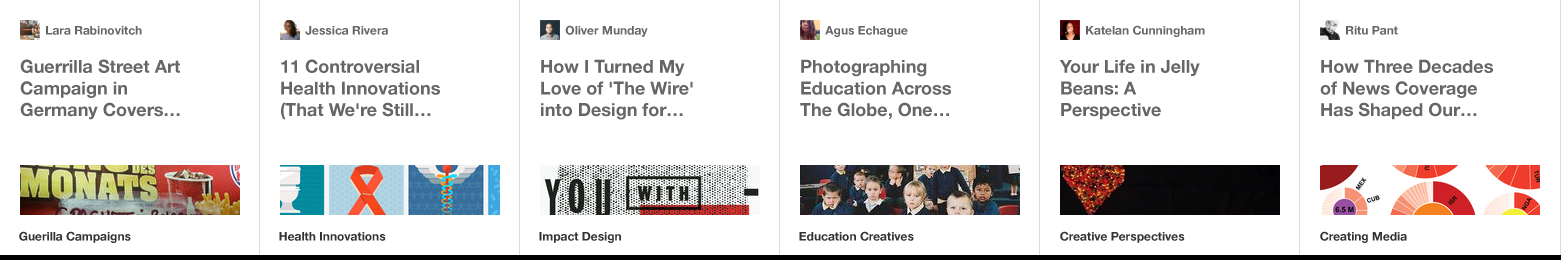 Lara Rabinovitch
Guerrilla Street Art
Campaign in
Germany Covers...
DES
MONATS
Guerilla Campaigns
Jessica Rivera
11 Controversial
Health Innovations
(That We're Still...
Health Innovations
Oliver Munday
How I Turned My
Love of 'The Wire'
into Design for...
YOU WITH
Impact Design
Agus Echague
Photographing
Education Across
The Globe, One...
Education Creatives
Katelan Cunningham
Your Life in Jelly
Beans: A
Perspective
Creative Perspectives
Ritu Pant
How Three Decades
of News Coverage
Has Shaped Our...
MEX
CUB
6.5 M
ISR
NGA
Creating Media